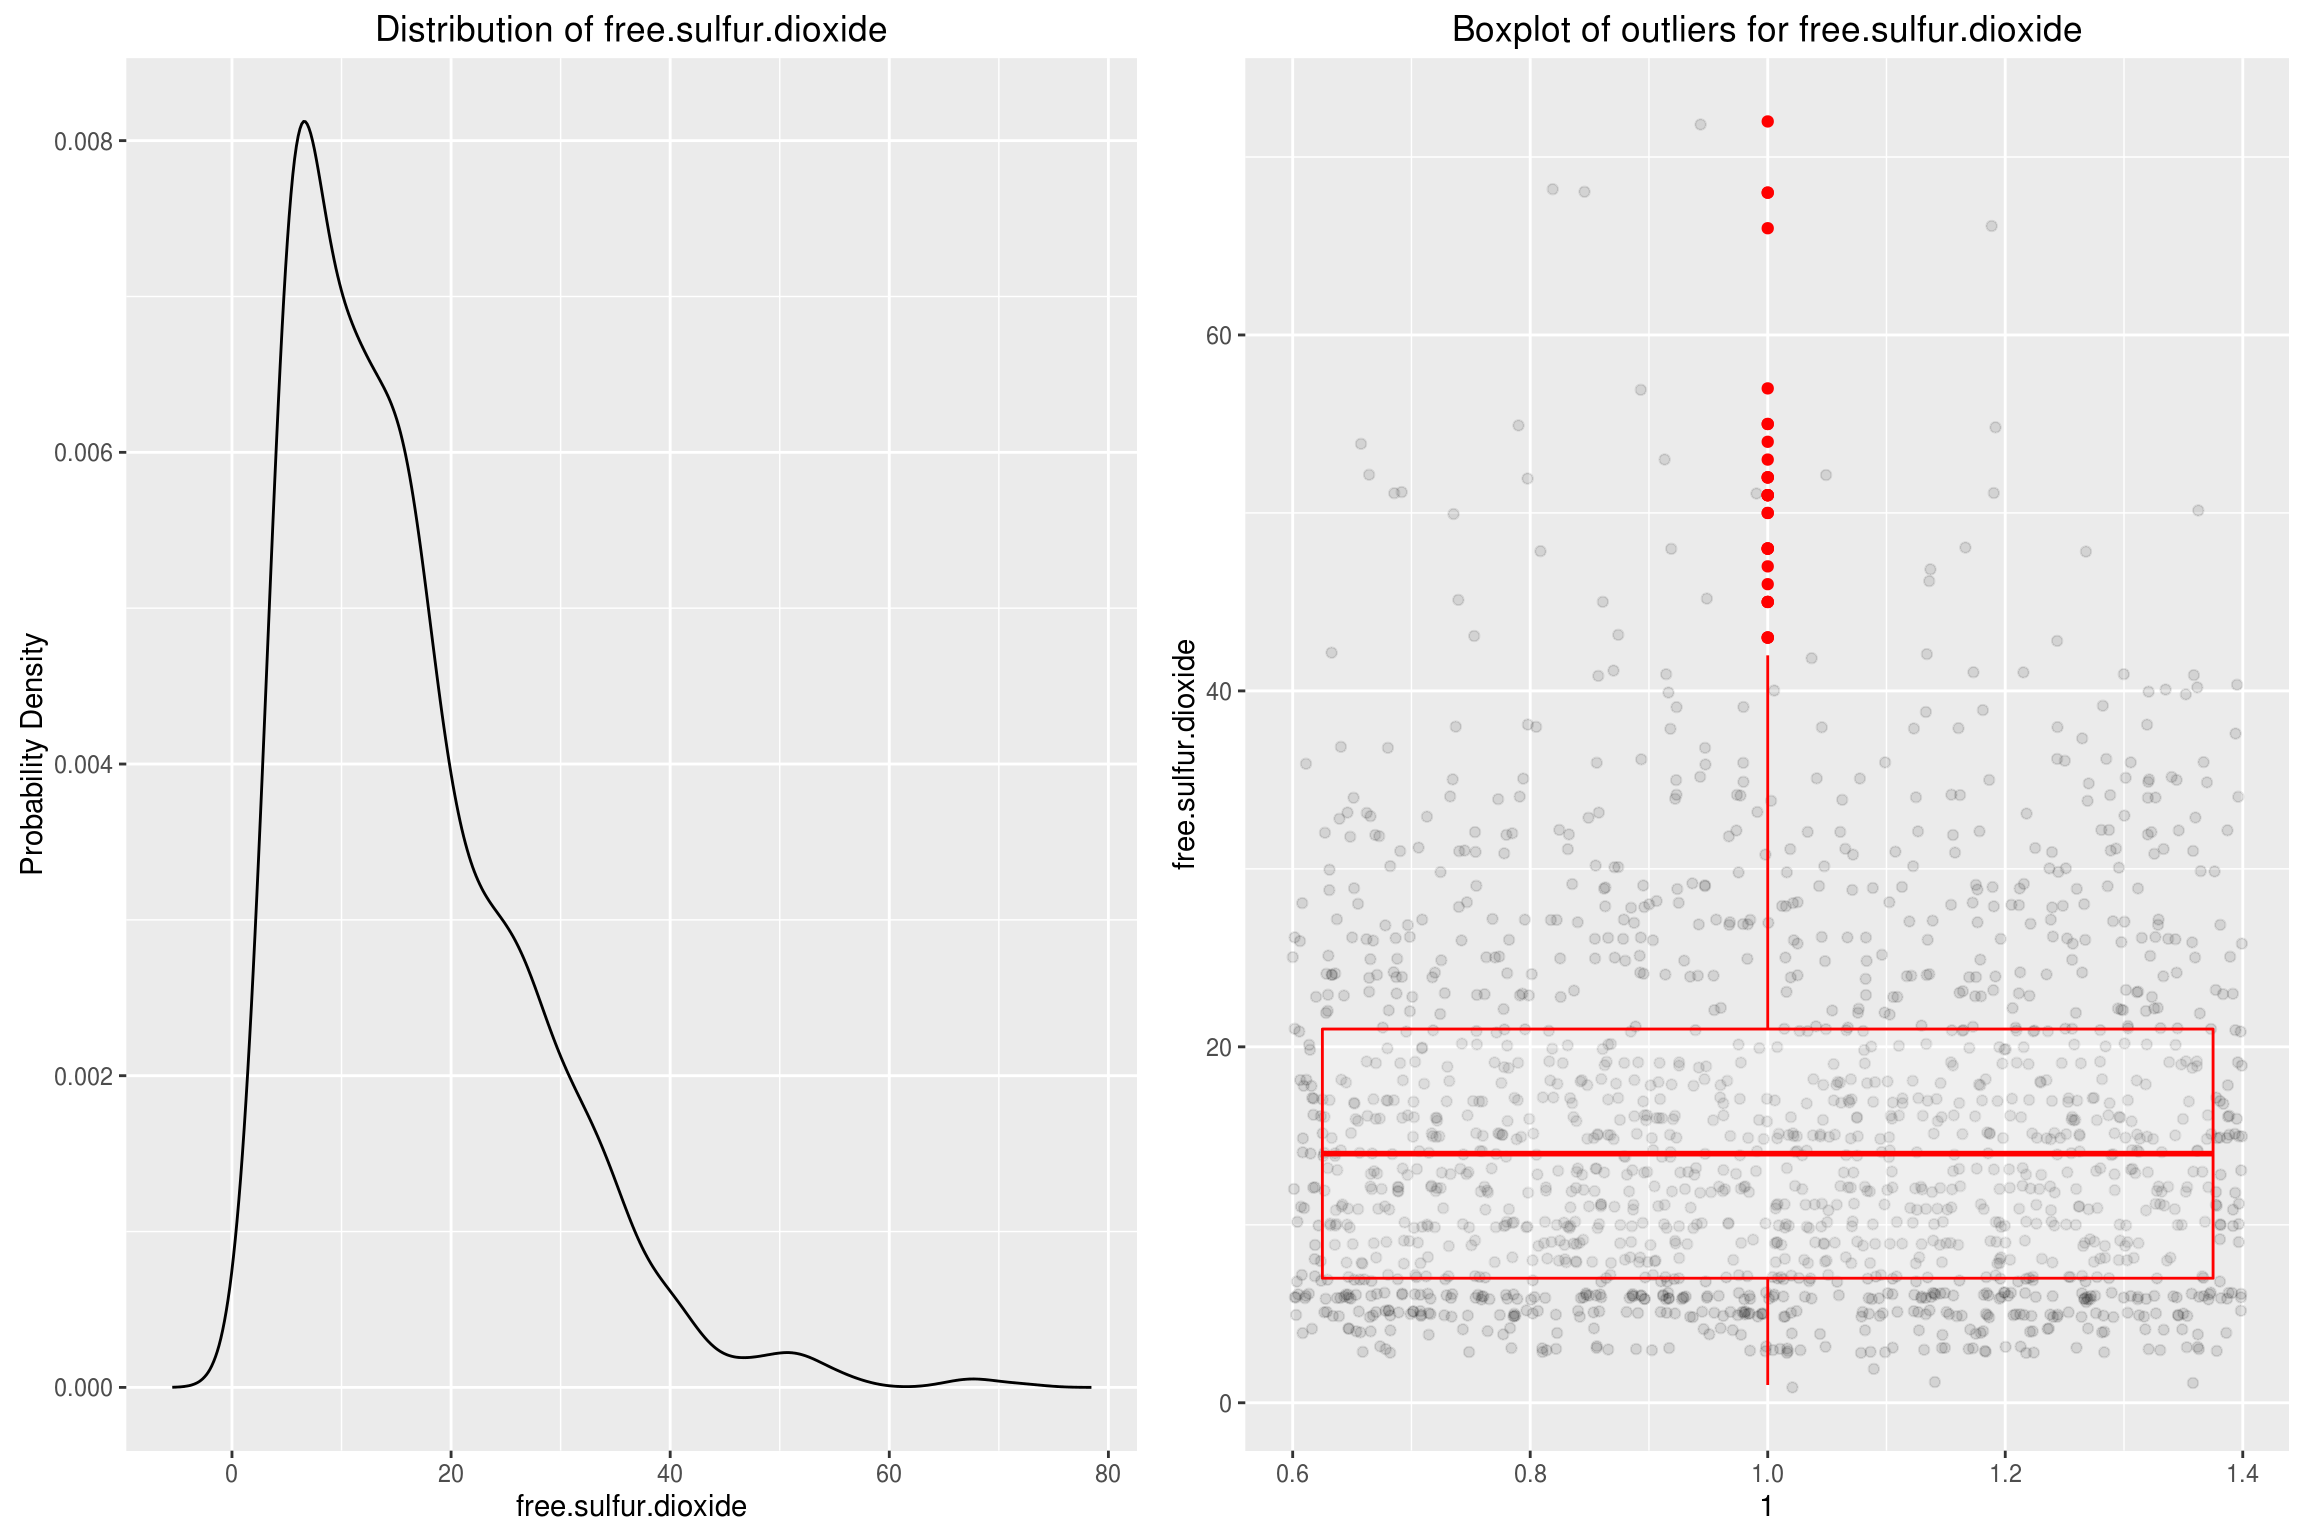 Distribution of free.sulfur.dioxide
Probability Density
0.008
0.006
0.004
0.002
0.000
0 20 40 60 80
free.sulfur.dioxide
Boxplot of outliers for free.sulfur.dioxide
free.sulfur.dioxide
60
40
20
0
0.6 0.8 1.0 1.2 1.4
1